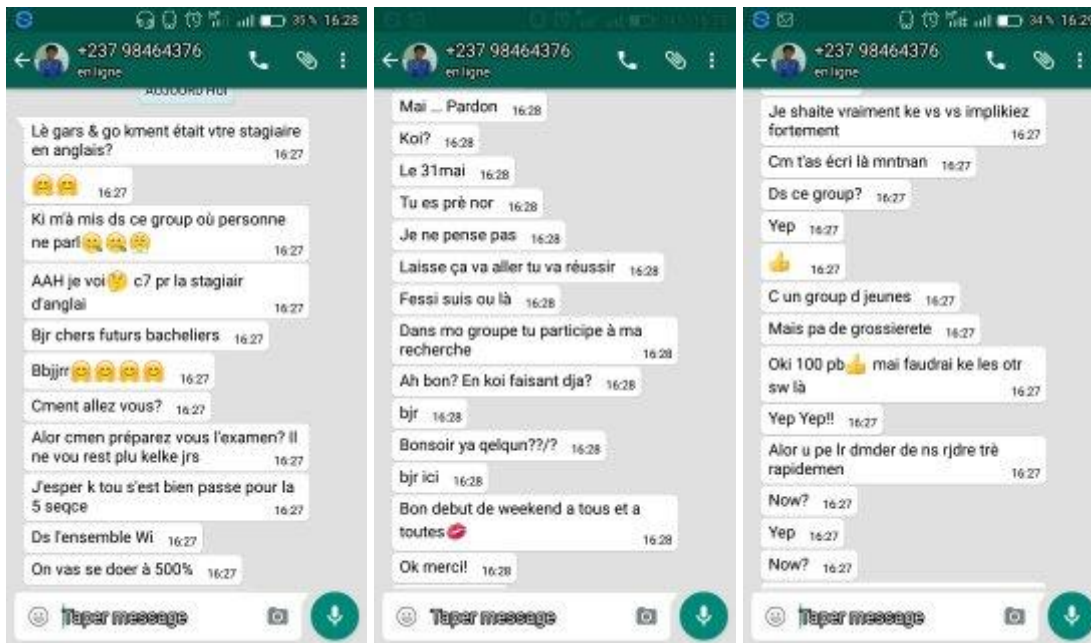 35% 16:28
+237 98464376
en ligne
AUJOURD'HUI
Lè gars & go kment était vtre stagiaire
en anglais? 16:27
16:27
Ki m'à mis ds ce group où personne
ne parl 16:27
AAH je voi c7 pr la stagiair
d'anglai 16:27
Bjr chers futurs bacheliers 16:27
Bbjjrr 16:27
Cment allez vous? 16:27
Alor cmen préparez vous l'examen? Il
ne vou rest plu kelke jrs 16:27
J'esper k tou s'est bien passe pour la
5 seqce 16:27
Ds l'ensemble Wi 16:27
On vas se doer à 500% 16:27
Taper message
+237 98464376
en ligne
Mai ... Pardon 16:28
Koi? 16:28
Le 31mai 16:28
Tu es prè nor 16:28
Je ne pense pas 16:28
Laisse ça va aller tu va réussir 16:28
Fessi suis ou là 16:28
Dans mo groupe tu participe à ma
recherche 16:28
Ah bon? En koi faisant dja? 16:28
bjr 16:28
Bonsoir ya qelqun??/? 16:28
bjr ici 16:28
Bon debut de weekend a tous et a
toutes 16:28
Ok merci! 16:28
Taper message
34%
+237 98464376
en ligne
Je shaite vraiment ke vs vs implikiez
fortement 16:27
Cm t'as écri là mntnan 16:27
Ds ce group? 16:27
Yep 16:27
16:27
C un group d jeunes 16:27
Mais pa de grossierete 16:27
Oki 100 pb mai faudrai ke les otr
sw là 16:27
Yep Yep!! 16:27
Alor u pe lr dmder de ns rjdre trè
rapidemen 16:27
Now? 16:27
Yep 16:27
Now? 16:27
Taper message